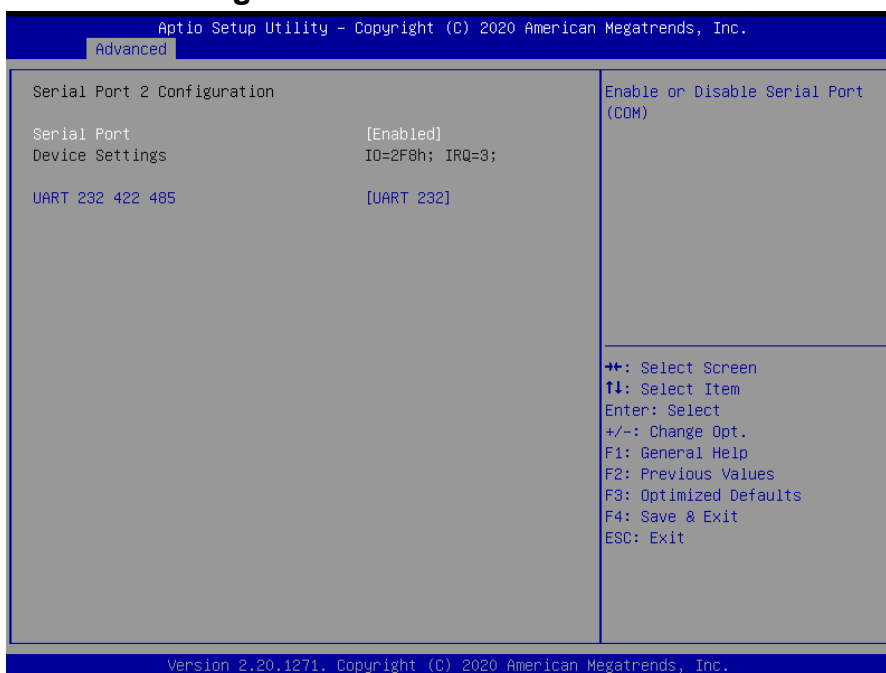 Aptio Setup Utility – Copyright (C) 2020 American Megatrends, Inc.
Advanced
Serial Port 2 Configuration
Serial Port [Enabled]
Device Settings IO=2F8h; IRQ=3;
UART 232 422 485 [UART 232]
Enable or Disable Serial Port
(COM)
→←: Select Screen
↑↓: Select Item
Enter: Select
+/-: Change Opt.
F1: General Help
F2: Previous Values
F3: Optimized Defaults
F4: Save & Exit
ESC: Exit
Version 2.20.1271. Copyright (C) 2020 American Megatrends, Inc.